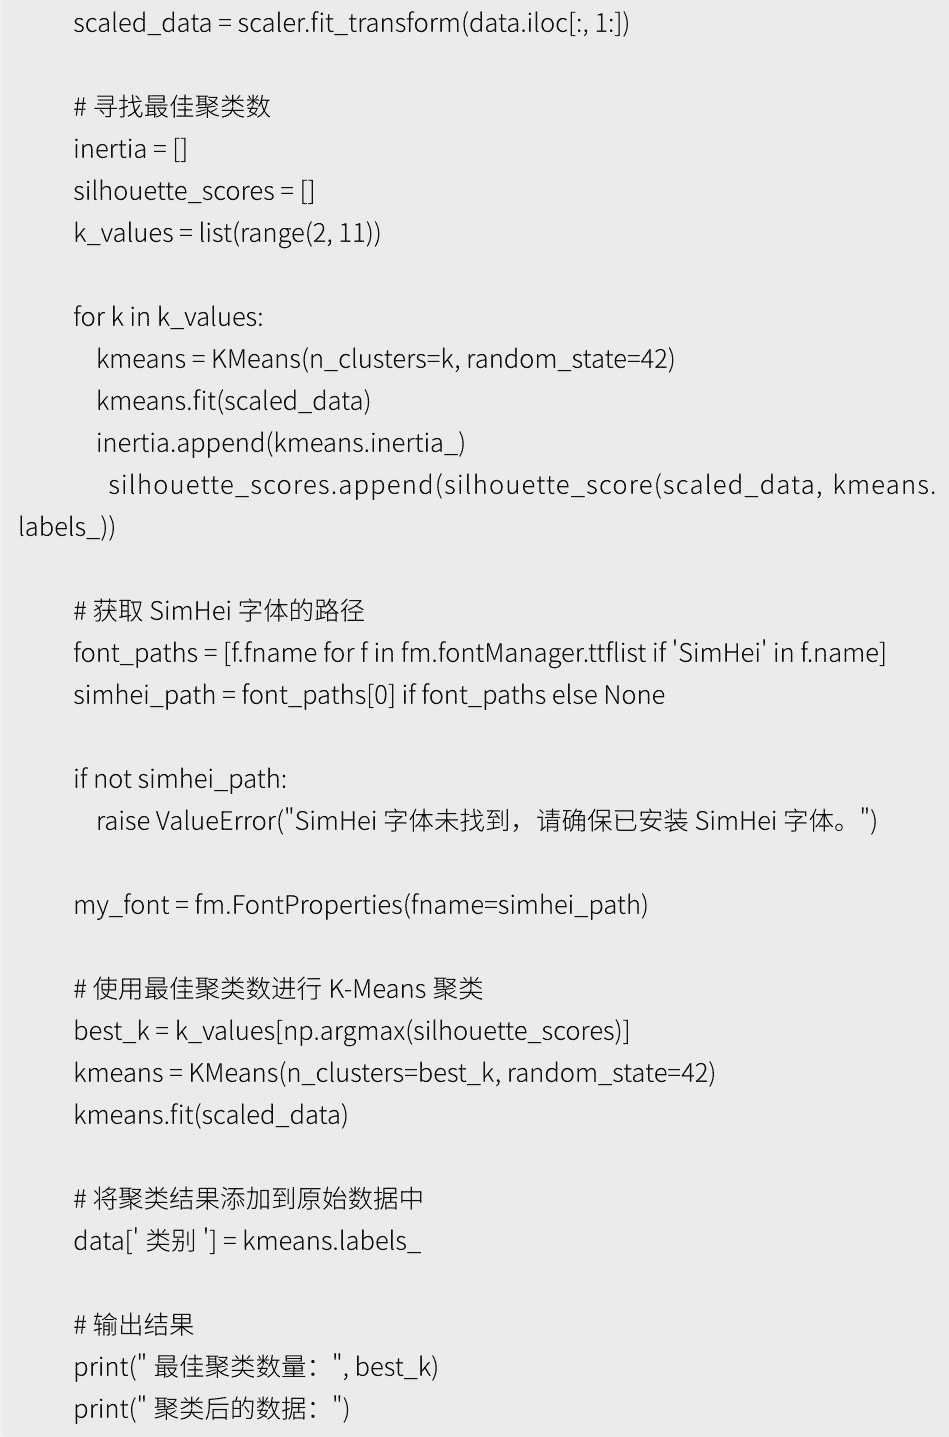 scaled_data = scaler.fit_transform(data.iloc[:, 1:])
# 寻找最佳聚类数
inertia = []
silhouette_scores = []
k_values = list(range(2, 11))
for k in k_values:
kmeans = KMeans(n_clusters=k, random_state=42)
kmeans.fit(scaled_data)
inertia.append(kmeans.inertia_)
silhouette_scores.append(silhouette_score(scaled_data, kmeans.
labels_))
# 获取 SimHei 字体的路径
font_paths = [f.fname for f in fm.fontManager.ttflist if 'SimHei' in f.name]
simhei_path = font_paths[0] if font_paths else None
if not simhei_path:
raise ValueError("SimHei 字体未找到，请确保已安装 SimHei 字体。")
my_font = fm.FontProperties(fname=simhei_path)
# 使用最佳聚类数进行 K-Means 聚类
best_k = k_values[np.argmax(silhouette_scores)]
kmeans = KMeans(n_clusters=best_k, random_state=42)
kmeans.fit(scaled_data)
# 将聚类结果添加到原始数据中
data[' 类别 '] = kmeans.labels_
# 输出结果
print(" 最佳聚类数量：", best_k)
print(" 聚类后的数据：")